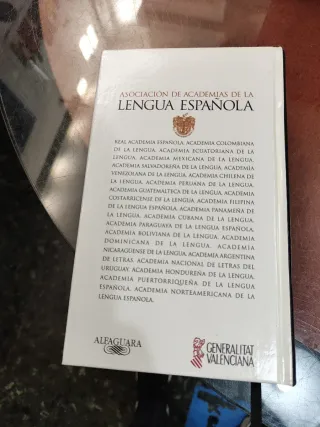 ASOCIACIÓN DE ACADEMIAS DE LA
LENGUA ESPAÑOLA
REAL ACADEMIA ESPAÑOLA. ACADEMIA COLOMBIANA
DE LA LENGUA. ACADEMIA ECUATORIANA DE LA
LENGUA. ACADEMIA MEXICANA DE LA LENGUA.
ACADEMIA SALVADOREÑA DE LA LENGUA. ACADEMIA
VENEZOLANA DE LA LENGUA. ACADEMIA CHILENA DE
LA LENGUA. ACADEMIA PERUANA DE LA LENGUA.
ACADEMIA GUATEMALTECA DE LA LENGUA. ACADEMIA
COSTARRICENSE DE LA LENGUA. ACADEMIA FILIPINA
DE LA LENGUA ESPAÑOLA. ACADEMIA PANAMEÑA DE
LA LENGUA. ACADEMIA CUBANA DE LA LENGUA.
ACADEMIA PARAGUAYA DE LA LENGUA ESPAÑOLA.
ACADEMIA BOLIVIANA DE LA LENGUA. ACADEMIA
DOMINICANA DE LA LENGUA. ACADEMIA
NICARAGÜENSE DE LA LENGUA. ACADEMIA ARGENTINA
DE LETRAS. ACADEMIA NACIONAL DE LETRAS DEL
URUGUAY. ACADEMIA HONDUREÑA DE LA LENGUA.
ACADEMIA PUERTORRIQUEÑA DE LA LENGUA
ESPAÑOLA. ACADEMIA NORTEAMERICANA DE LA
LENGUA ESPAÑOLA.
ALFAGUARA
GENERALITAT
VALENCIANA